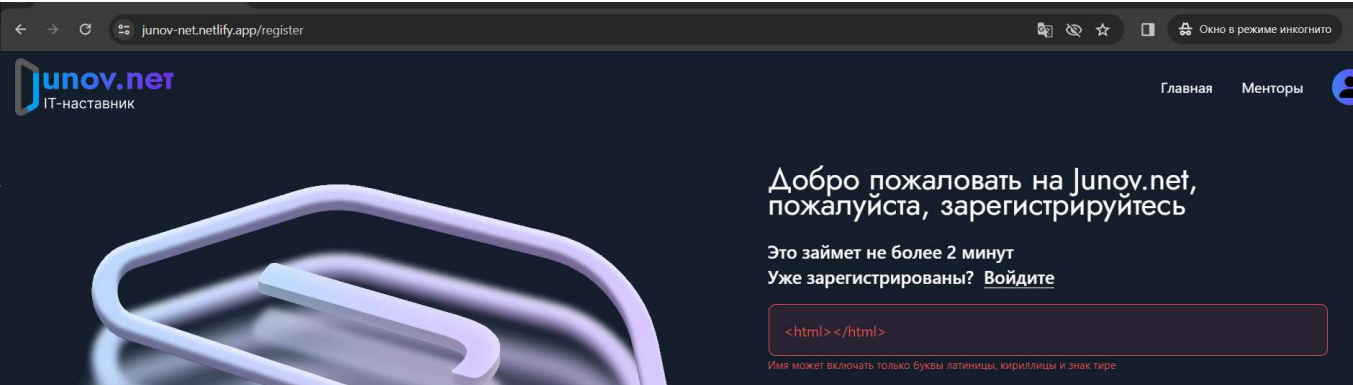 junov-net.netlify.app/register
Окно в режиме инкогнито
Junov.net
IT-наставник
Главная Менторы
Добро пожаловать на Junov.net,
пожалуйста, зарегистрируйтесь
Это займет не более 2 минут
Уже зарегистрированы? Войдите
<html></html>
Имя может включать только буквы латиницы, кириллицы и знак тире